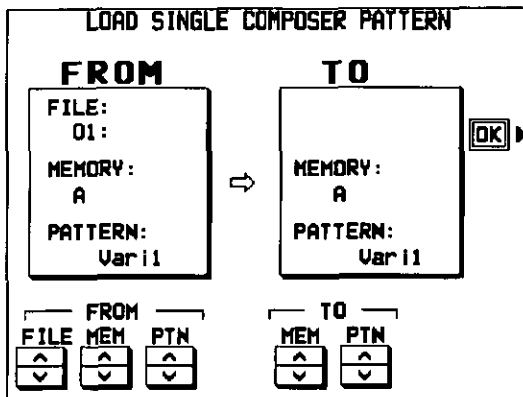 LOAD SINGLE COMPOSER PATTERN
FROM
FILE:
01:
MEMORY:
A
PATTERN:
Vari1
TO
MEMORY:
A
PATTERN:
Vari1
OK
FROM
FILE MEM PTN
TO
MEM PTN